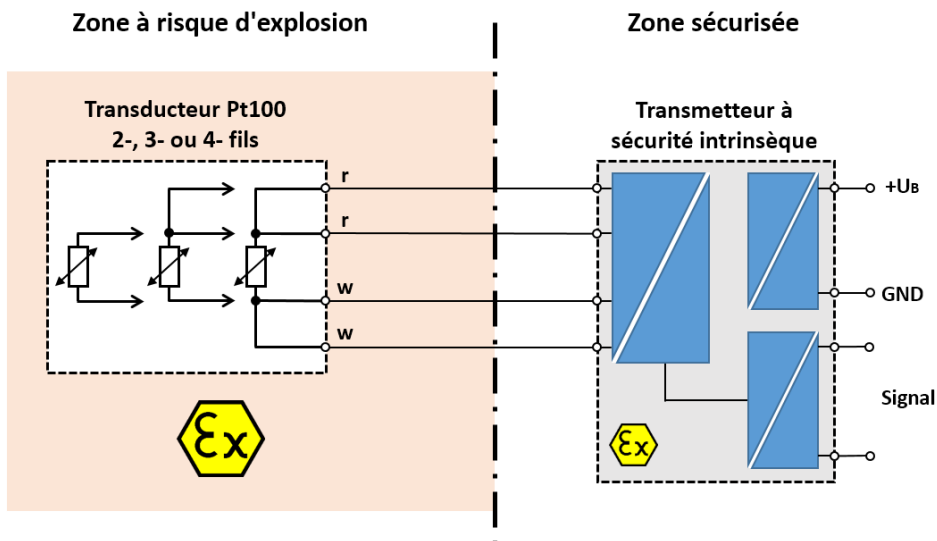 Zone à risque d'explosion
Zone sécurisée
Transducteur Pt100
2-, 3- ou 4- fils
Transmetteur à
sécurité intrinsèque
r
r
w
w
+UB
GND
Signal
Ex
Ex